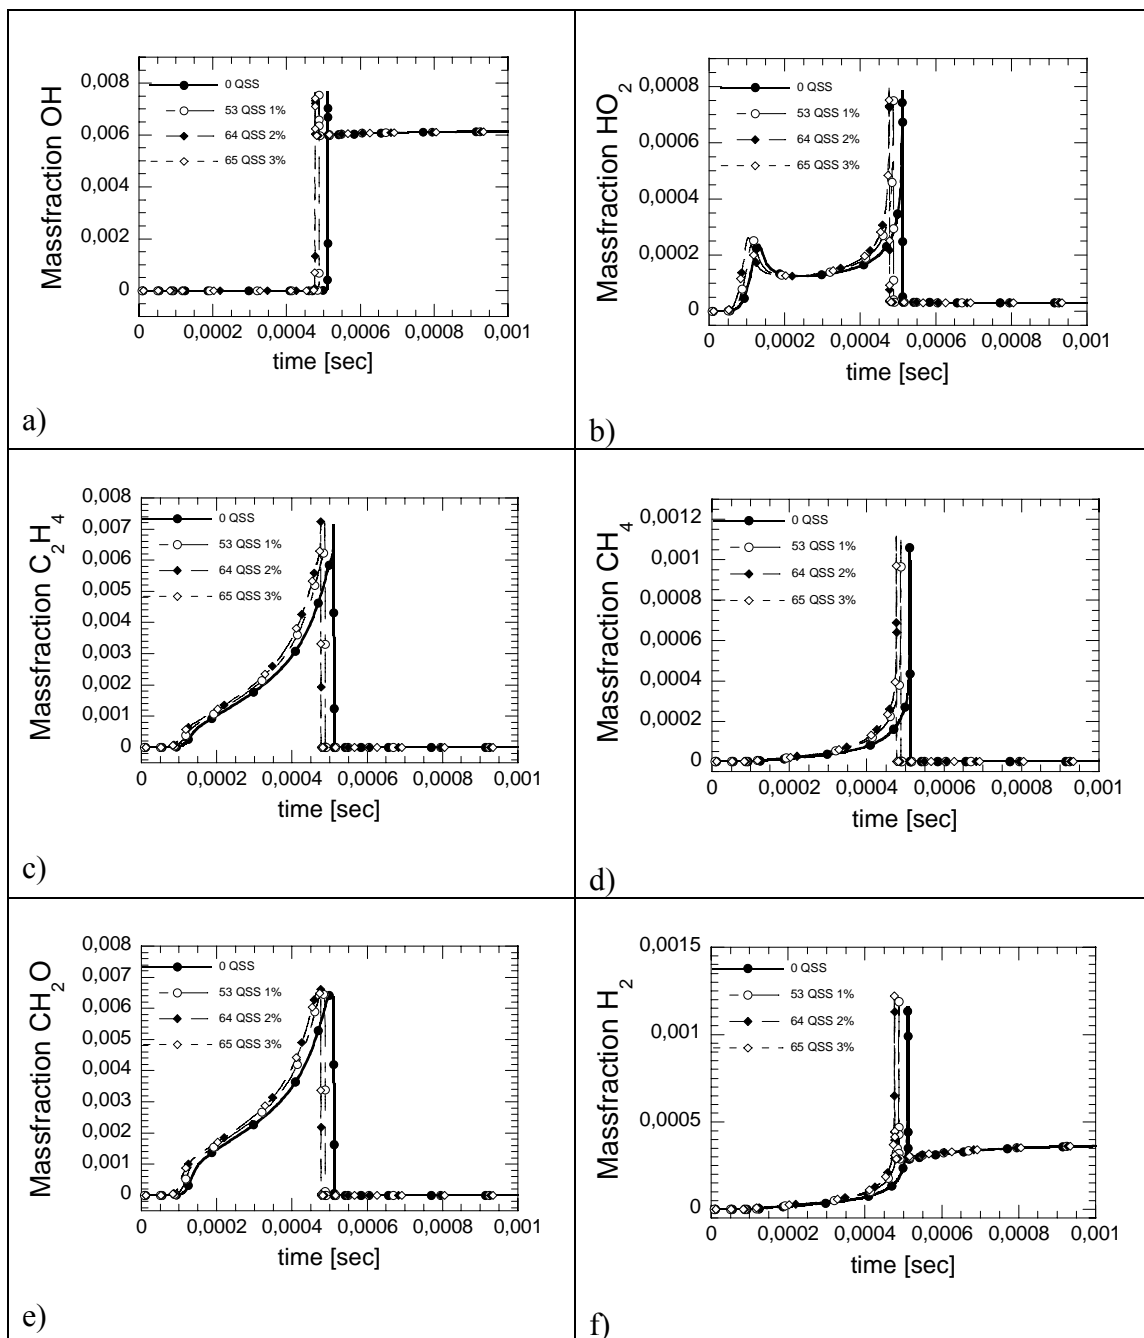 Massfraction OH
0,008
0,006
0,004
0,002
0
0 QSS
53 QSS 1%
64 QSS 2%
65 QSS 3%
0 0,0002 0,0004 0,0006 0,0008 0,001
time [sec]
a)
Massfraction HO2
0,0008
0,0006
0,0004
0,0002
0
0 QSS
53 QSS 1%
64 QSS 2%
65 QSS 3%
0 0,0002 0,0004 0,0006 0,0008 0,001
time [sec]
b)
Massfraction C2H4
0,008
0,007
0,006
0,005
0,004
0,003
0,002
0,001
0
0 QSS
53 QSS 1%
64 QSS 2%
65 QSS 3%
0 0,0002 0,0004 0,0006 0,0008 0,001
time [sec]
c)
Massfraction CH4
0,0012
0,001
0,0008
0,0006
0,0004
0,0002
0
0 QSS
53 QSS 1%
64 QSS 2%
65 QSS 3%
0 0,0002 0,0004 0,0006 0,0008 0,001
time [sec]
d)
Massfraction CH2O
0,008
0,007
0,006
0,005
0,004
0,003
0,002
0,001
0
0 QSS
53 QSS 1%
64 QSS 2%
65 QSS 3%
0 0,0002 0,0004 0,0006 0,0008 0,001
time [sec]
e)
Massfraction H2
0,0015
0,001
0,0005
0
0 QSS
53 QSS 1%
64 QSS 2%
65 QSS 3%
0 0,0002 0,0004 0,0006 0,0008 0,001
time [sec]
f)